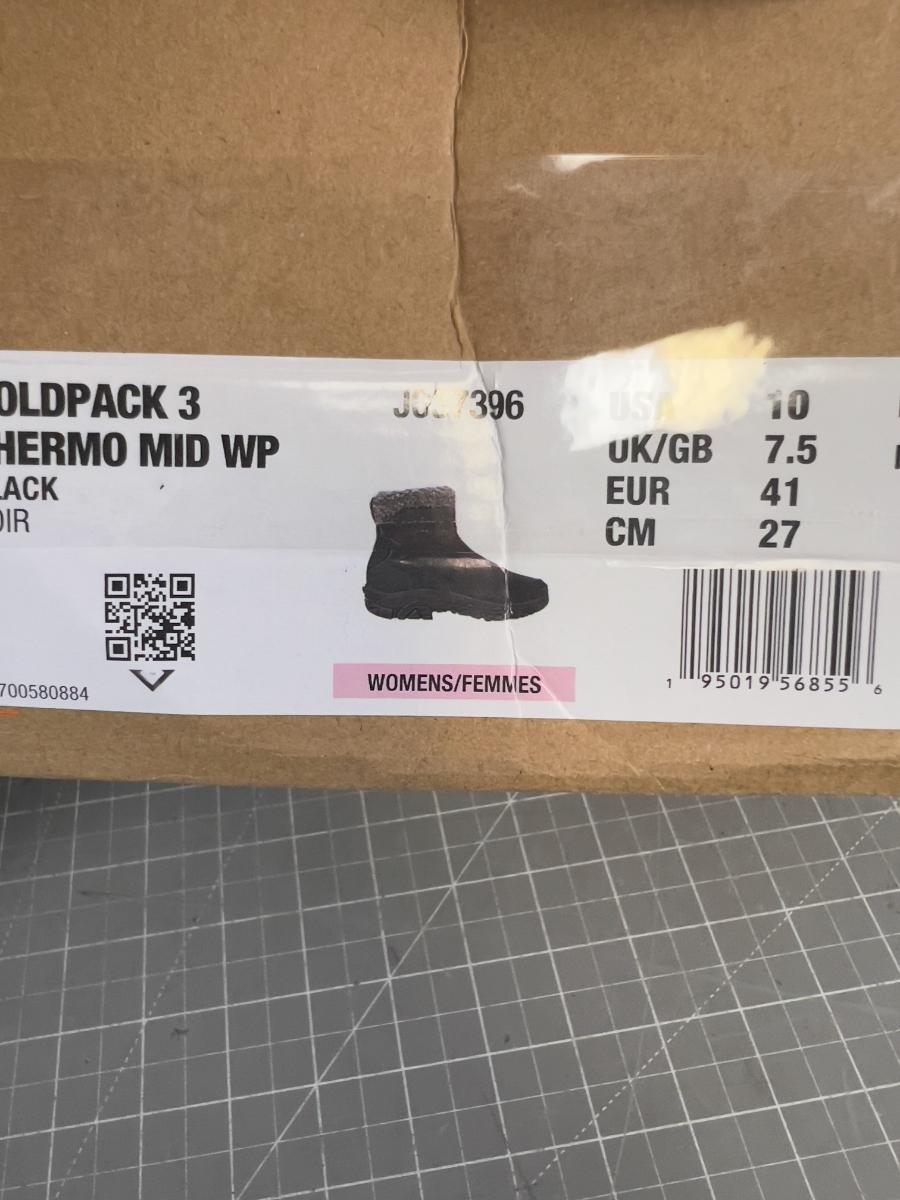 OLDPACK 3
HERMO MID WP
LACK
OIR
USA 10
UK/GB 7.5
EUR 41
CM 27
700580884
WOMENS/FEMMES
1 95019 56855 6